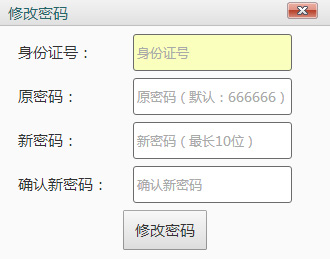 修改密码
身份证号： 身份证号
原密码： 原密码（默认：666666）
新密码： 新密码（最长10位）
确认新密码： 确认新密码
修改密码